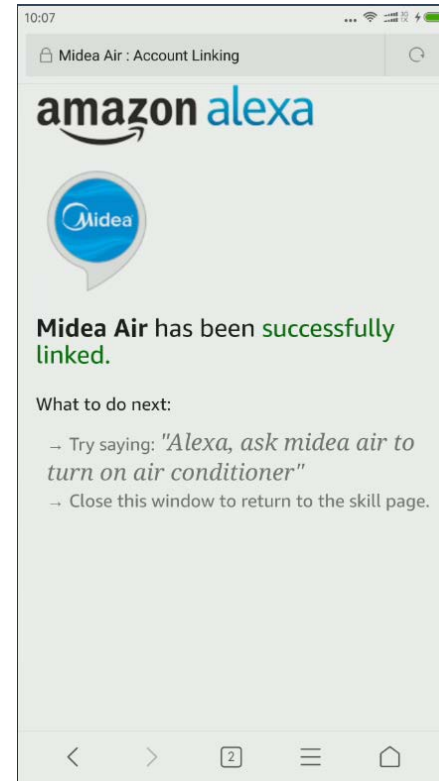 10:07
...
Midea Air : Account Linking
amazon alexa
Midea
Midea Air has been successfully
linked.
What to do next:
→ Try saying: "Alexa, ask midea air to
turn on air conditioner"
→ Close this window to return to the skill page.
2